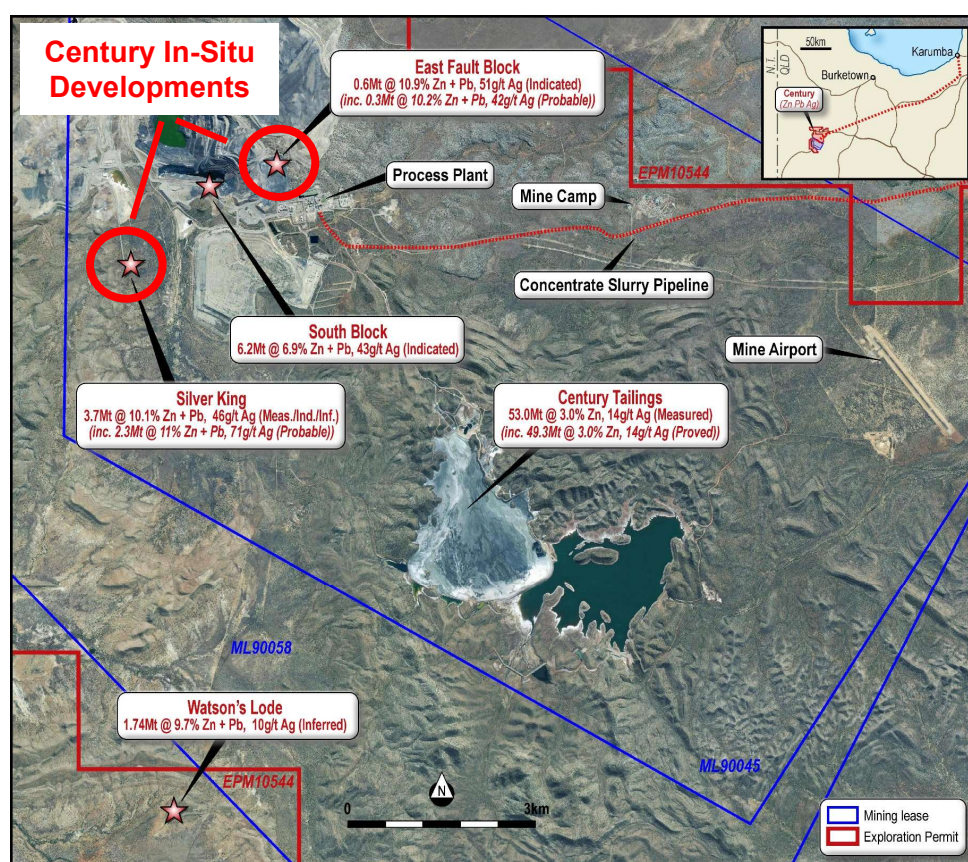 Century In-Situ
Developments
East Fault Block
0.6Mt @ 10.9% Zn + Pb, 51g/t Ag (Indicated)
(inc. 0.3Mt @ 10.2% Zn + Pb, 42g/t Ag (Probable))
50km
Karumba
N.T.
QLD
Burketown
Century
(Zn Pb Ag)
EPM10544
Process Plant
Mine Camp
Concentrate Slurry Pipeline
South Block
6.2Mt @ 6.9% Zn + Pb, 43g/t Ag (Indicated)
Mine Airport
Silver King
3.7Mt @ 10.1% Zn + Pb, 46g/t Ag (Meas./Ind./Inf.)
(inc. 2.3Mt @ 11% Zn + Pb, 71g/t Ag (Probable))
Century Tailings
53.0Mt @ 3.0% Zn, 14g/t Ag (Measured)
(inc. 49.3Mt @ 3.0% Zn, 14g/t Ag (Proved))
ML90058
Watson's Lode
1.74Mt @ 9.7% Zn + Pb, 10g/t Ag (Inferred)
EPM10544
ML90045
0
3km
N
Mining lease
Exploration Permit